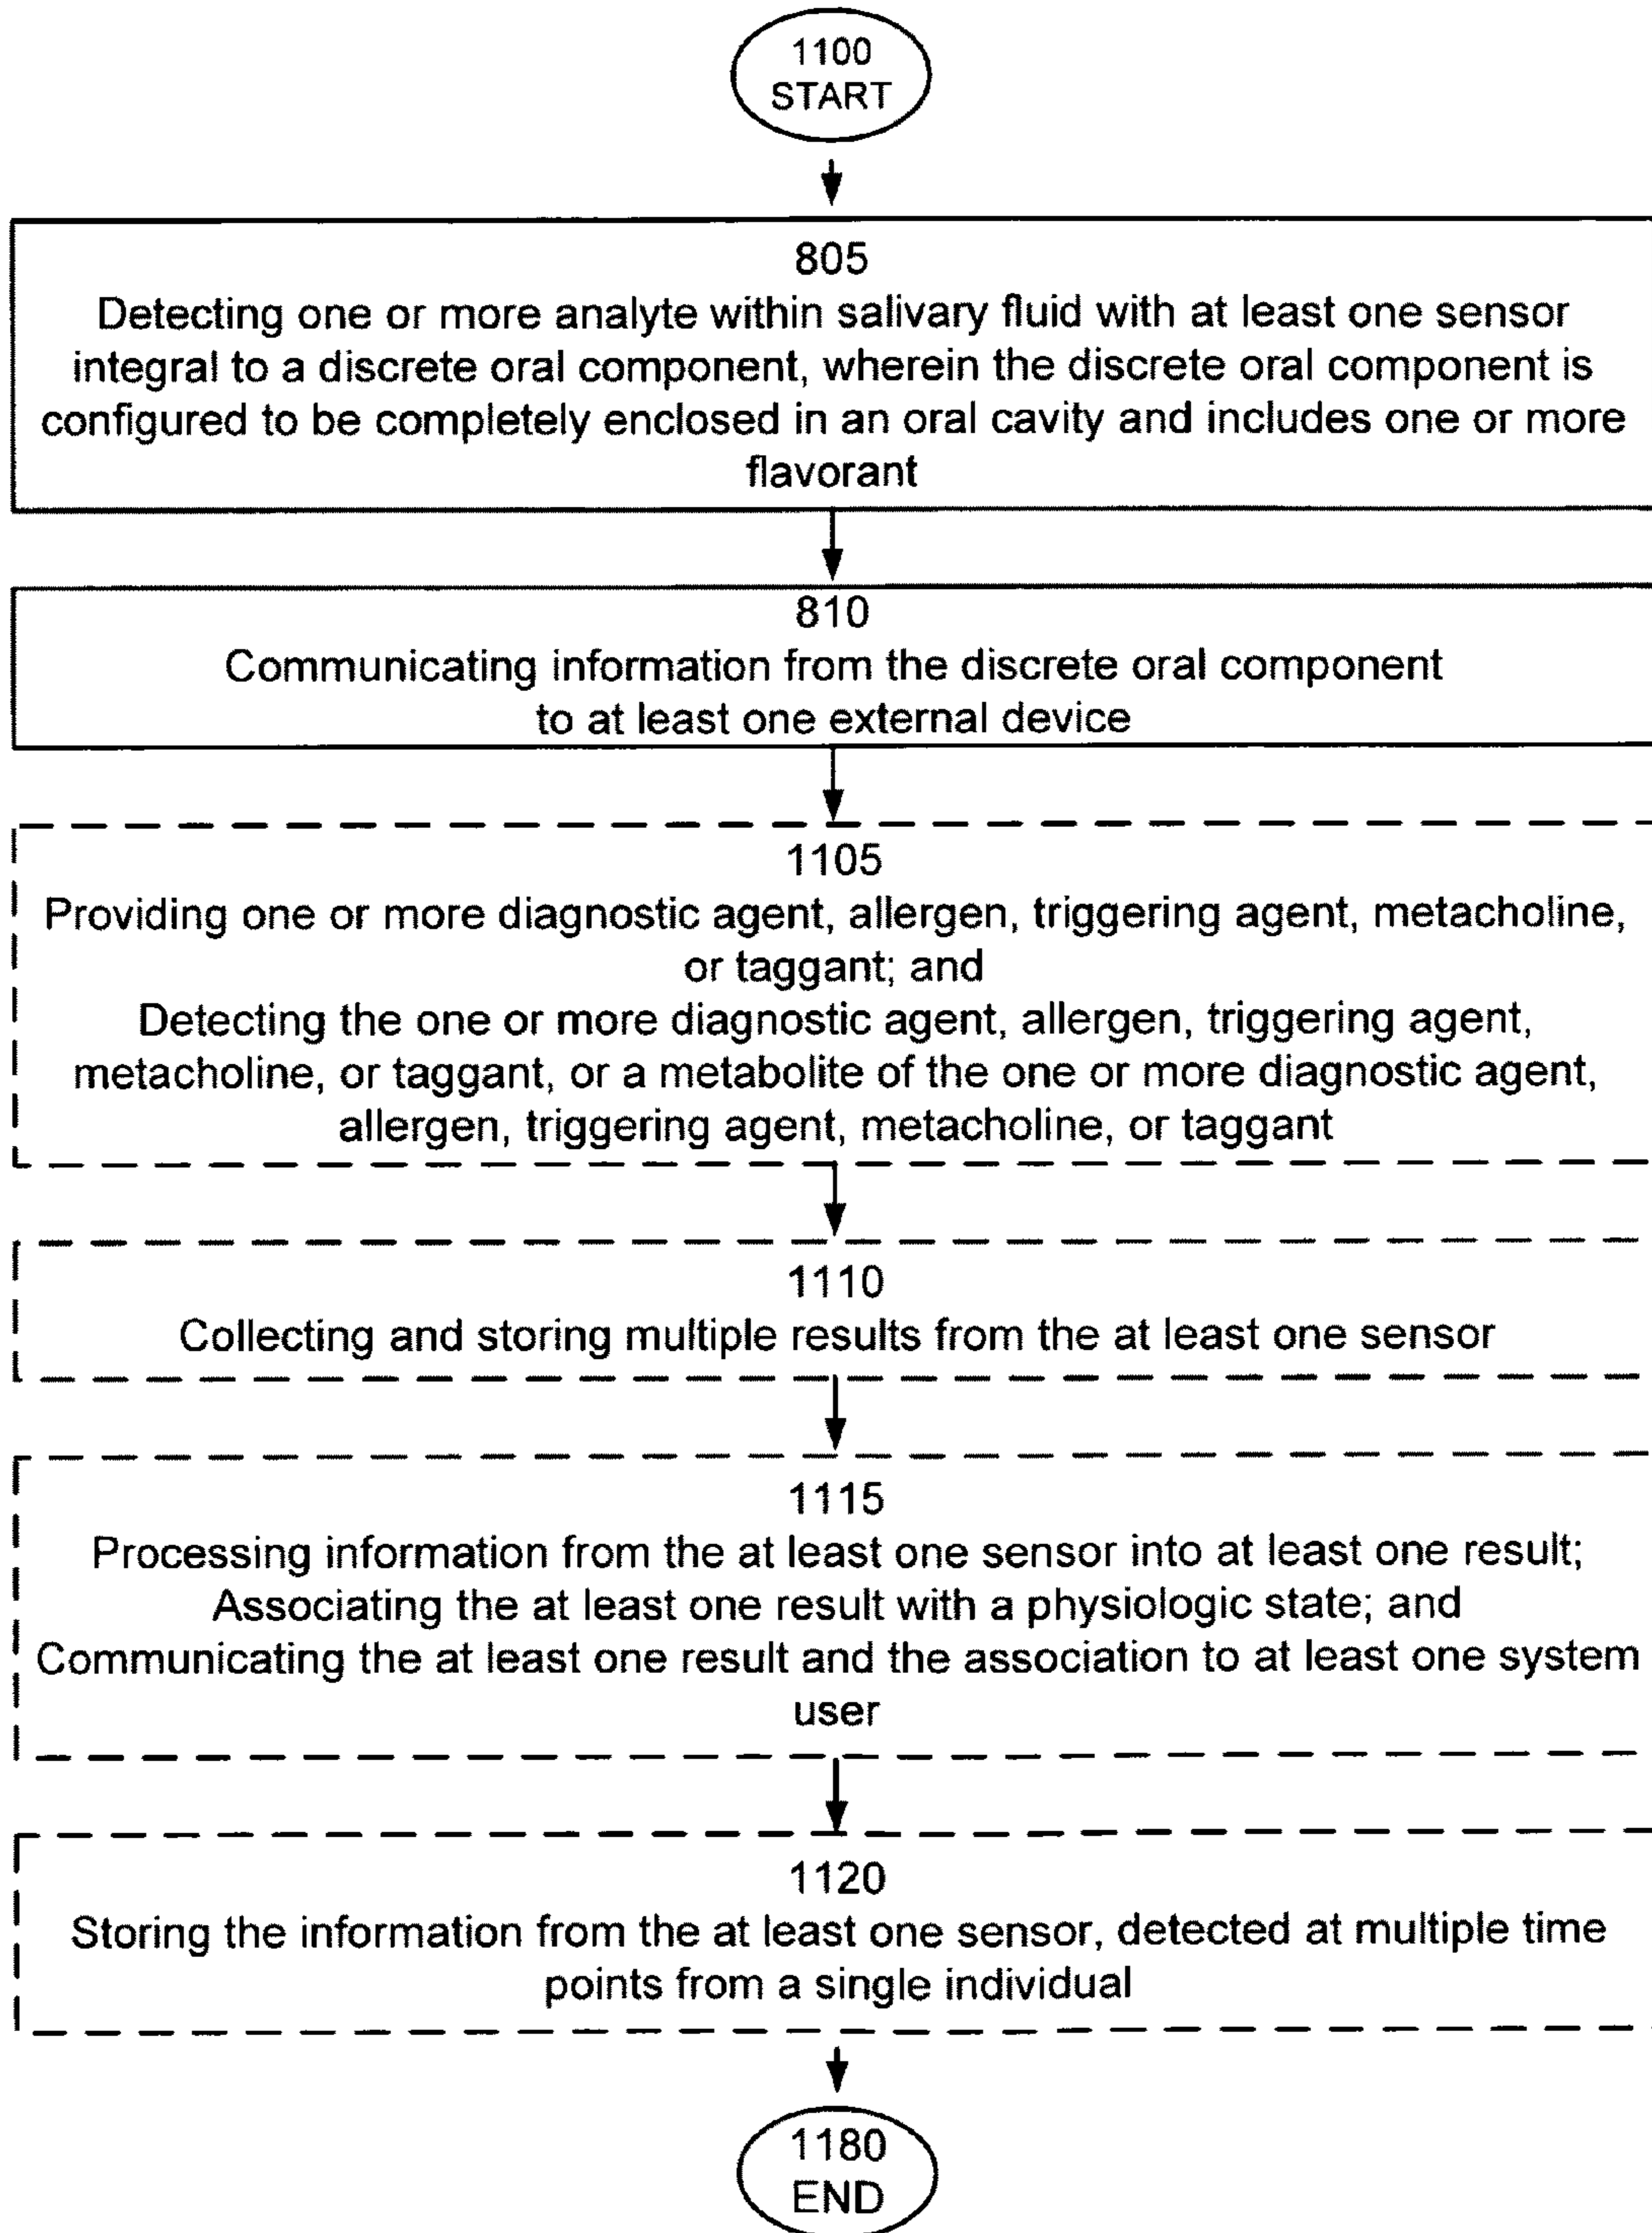 1100
START
805
Detecting one or more analyte within salivary fluid with at least one sensor
integral to a discrete oral component, wherein the discrete oral component is
configured to be completely enclosed in an oral cavity and includes one or more
flavorant
810
Communicating information from the discrete oral component
to at least one external device
1105
Providing one or more diagnostic agent, allergen, triggering agent, metacholine,
or taggant; and
Detecting the one or more diagnostic agent, allergen, triggering agent,
metacholine, or taggant, or a metabolite of the one or more diagnostic agent,
allergen, triggering agent, metacholine, or taggant
1110
Collecting and storing multiple results from the at least one sensor
1115
Processing information from the at least one sensor into at least one result;
Associating the at least one result with a physiologic state; and
Communicating the at least one result and the association to at least one system
user
1120
Storing the information from the at least one sensor, detected at multiple time
points from a single individual
1180
END